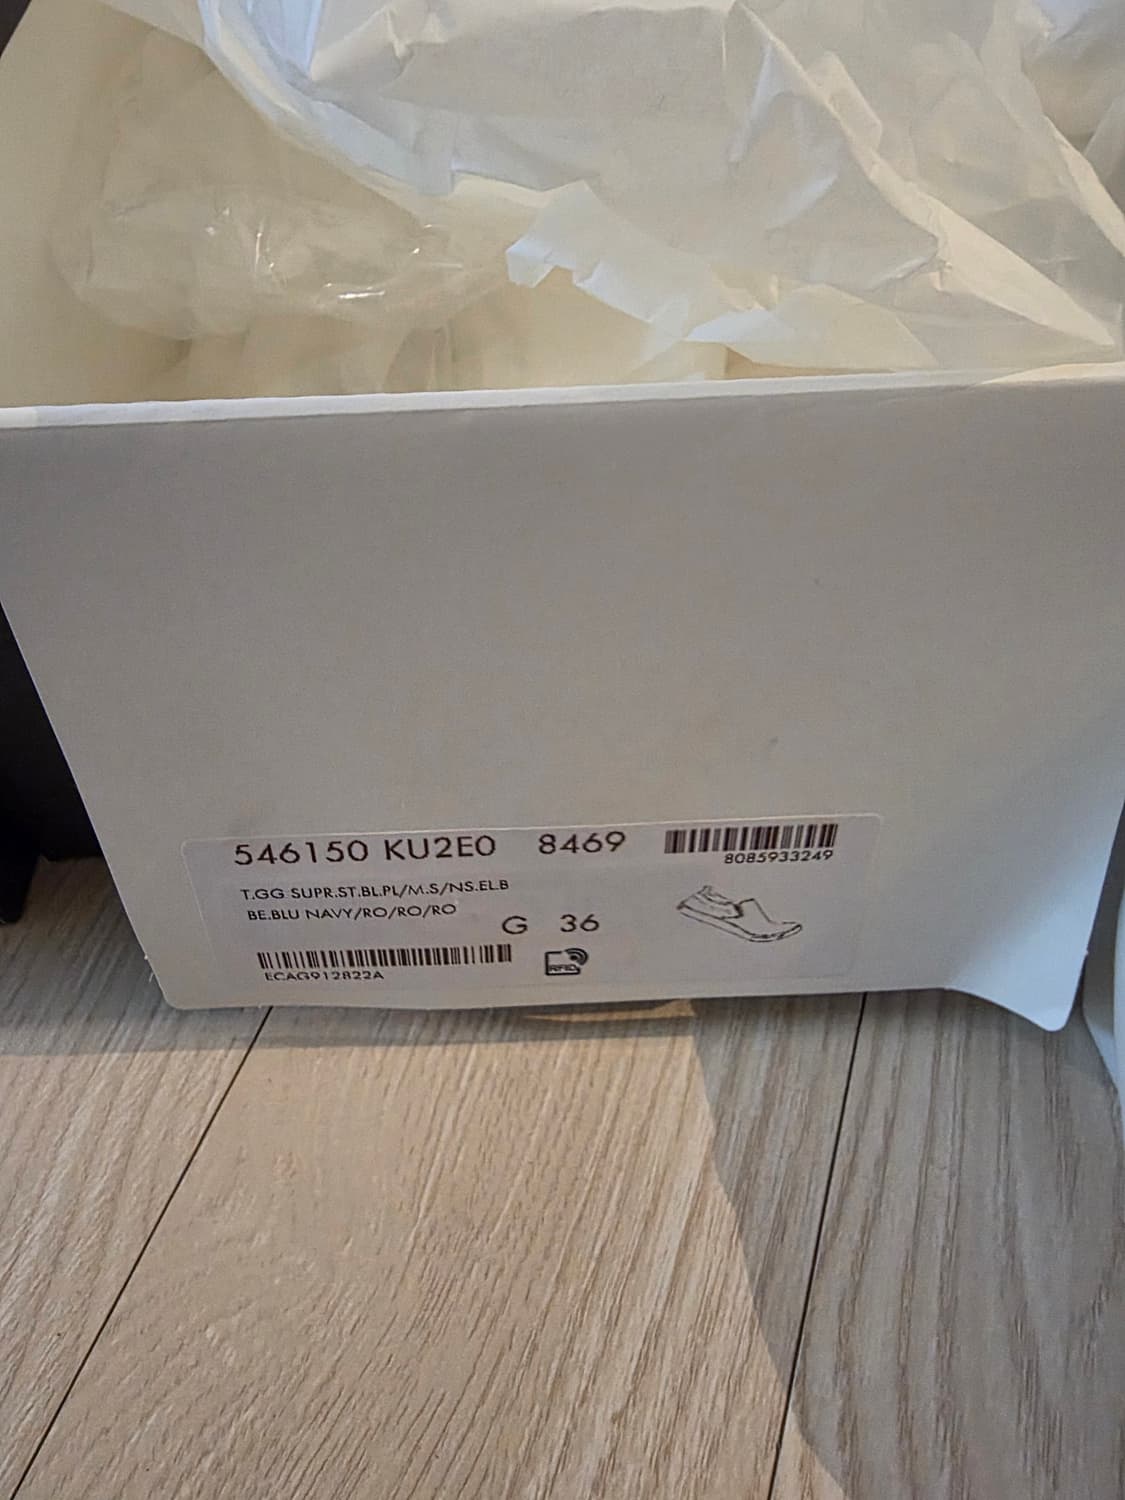 546150 KU2E0 8469
8085933249
T.GG SUPR.ST.BL.PL/M.S/NS.EL.B
BE.BLU NAVY/RO/RO/RO
G 36
ECAG912822A
RFID